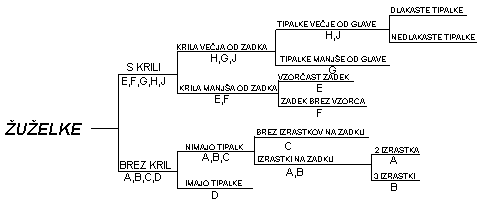 DLAKASTE TIPALKE
TIPALKE VEČJE OD GLAVE
H,J
NEDLAKASTE TIPALKE
KRILA VEČJA OD ZADKA
H,G,J
TIPALKE MANJŠE OD GLAVE
G
S KRILI
E,F,G,H,J
VZORČAST ZADEK
E
KRILA MANJŠA OD ZADKA
E,F
ZADEK BREZ VZORCA
F
ŽUŽELKE
BREZ IZRASTKOV NA ZADKU
C
NIMAJO TIPALK
A,B,C
2 IZRASTKA
A
IZRASTKI NA ZADKU
A,B
BREZ KRIL
A,B,C,D
3 IZRASTKI
B
IMAJO TIPALKE
D